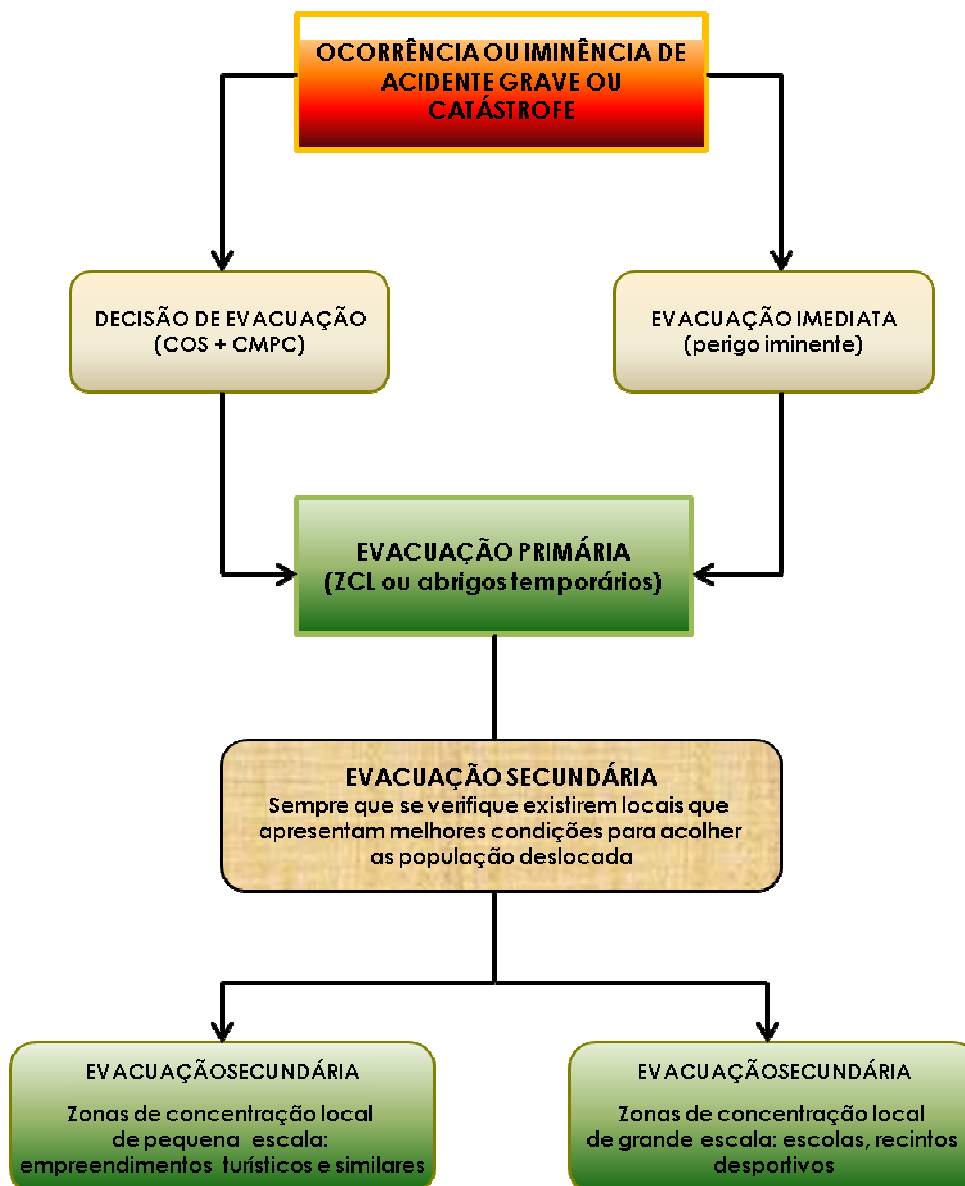 OCORRÊNCIA OU IMINÊNCIA DE
ACIDENTE GRAVE OU
CATÁSTROFE
DECISÃO DE EVACUAÇÃO
(COS + CMPC)
EVACUAÇÃO IMEDIATA
(perigo iminente)
EVACUAÇÃO PRIMÁRIA
(ZCL ou abrigos temporários)
EVACUAÇÃO SECUNDÁRIA
Sempre que se verifique existirem locais que
apresentam melhores condições para acolher
as população deslocada
EVACUAÇÃOSECUNDÁRIA
Zonas de concentração local
de pequena escala:
empreendimentos turísticos e similares
EVACUAÇÃOSECUNDÁRIA
Zonas de concentração local
de grande escala: escolas, recintos
desportivos